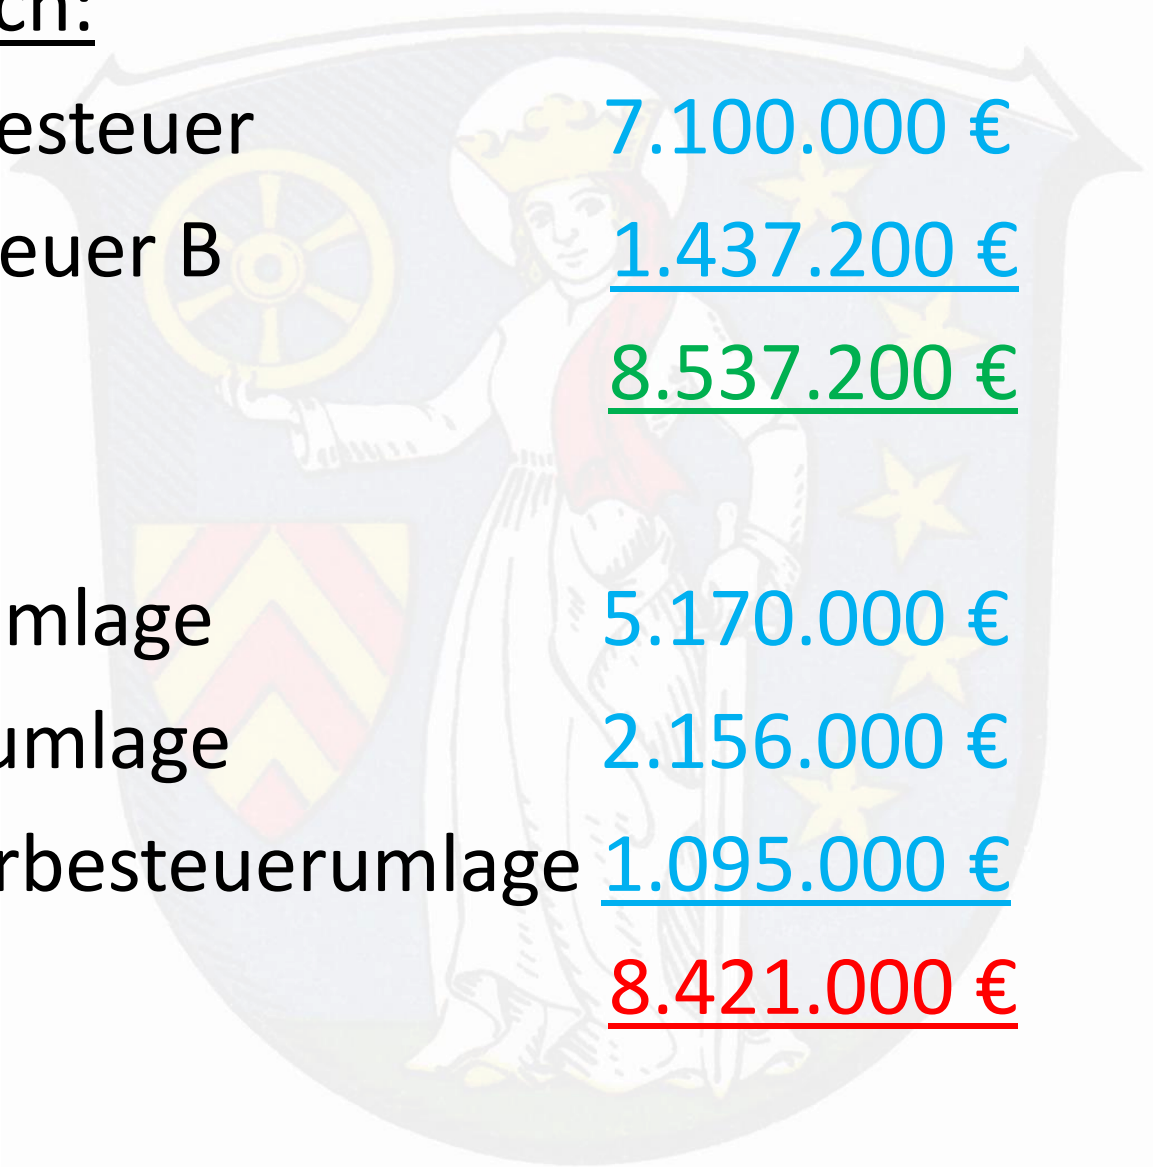 ch:
esteuer 7.100.000 €
euer B 1.437.200 €
8.537.200 €
mlage 5.170.000 €
umlage 2.156.000 €
rbesteuerumlage 1.095.000 €
8.421.000 €